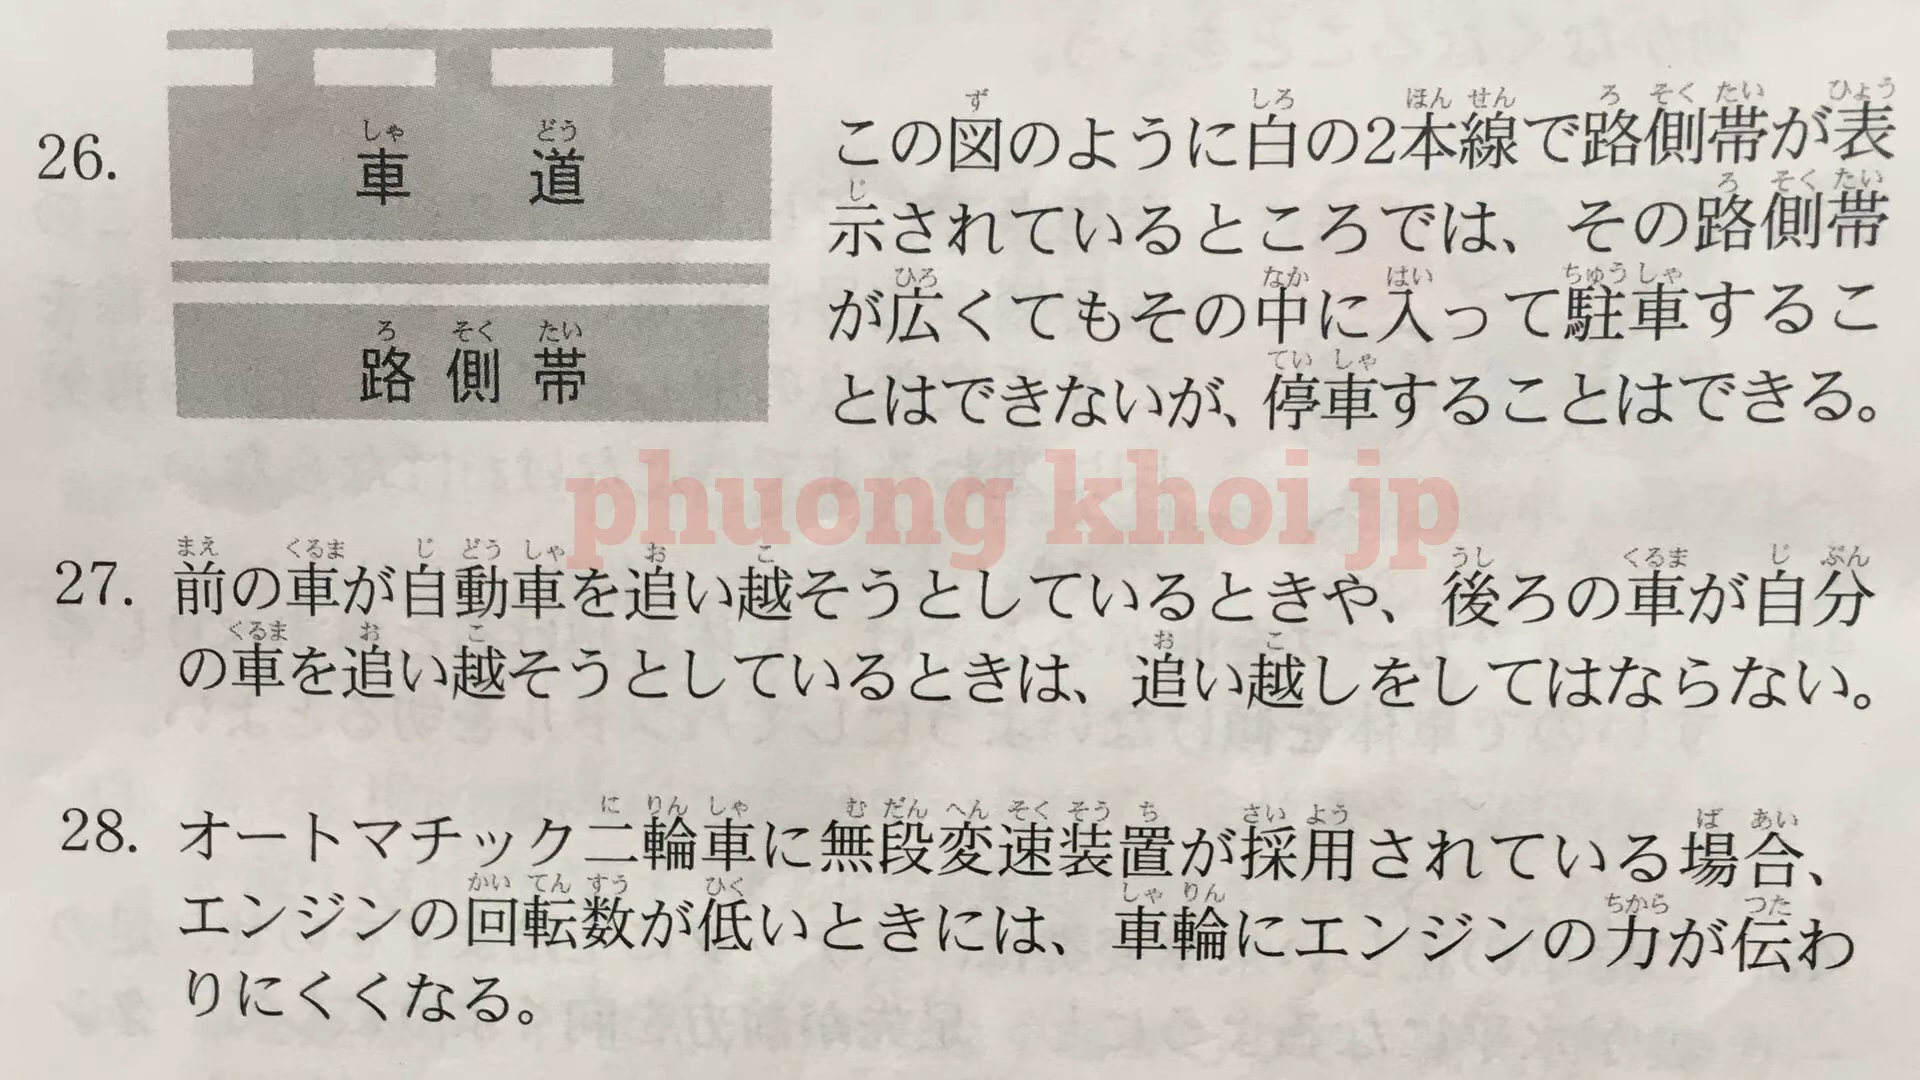 26.
車 道
路 側 帯
この図のように白の2本線で路側帯が表
示されているところでは、その路側帯
が広くてもその中に入って駐車するこ
とはできないが、停車することはできる。
phuong khoi jp
27. 前の車が自動車を追い越そうとしているときや、後ろの車が自分
の車を追い越そうとしているときは、追い越しをしてはならない。
28. オートマチック二輪車に無段変速装置が採用されている場合、
エンジンの回転数が低いときには、車輪にエンジンの力が伝わ
りにくくなる。